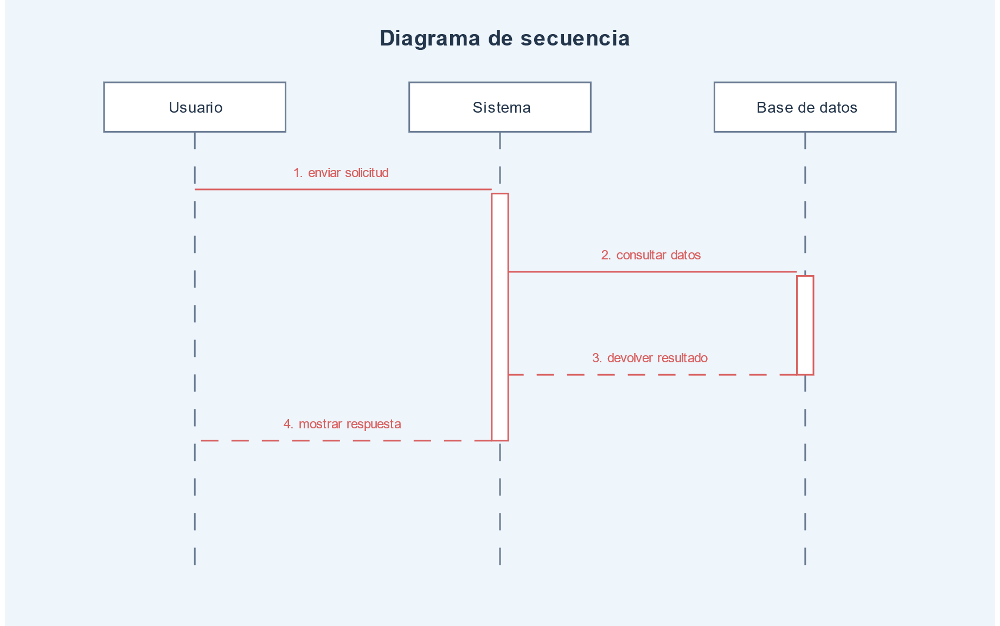 Diagrama de secuencia
Usuario
Sistema
Base de datos
1. enviar solicitud
2. consultar datos
3. devolver resultado
4. mostrar respuesta